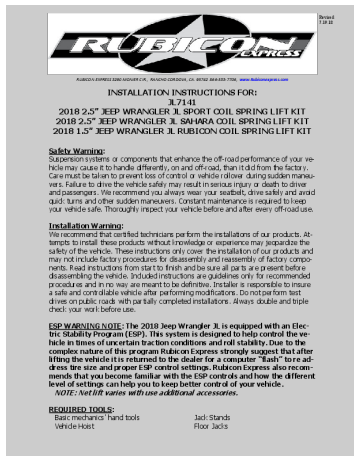 Revised
RUBICON
EXPRESS
INSTALLATION INSTRUCTIONS FOR:
JL7141
2018 2.5” JEEP WRANGLER JL SPORT COIL SPRING LIFT KIT
2018 2.5” JEEP WRANGLER JL SAHARA COIL SPRING LIFT KIT
2018 1.5” JEEP WRANGLER JL RUBICON COIL SPRING LIFT KIT
Safety Warning:
Suspension systems or components that enhance the off-road performance of your ve-
hicle may cause it to handle differently, on and off-road, than it did from the factory.
Care must be taken to prevent loss of control or vehicle rollover during sudden maneu-
vers. Failure to drive the vehicle safely may result in serious injury or death to driver
and passengers. We recommend you always wear your seatbelt, drive safely and avoid
quick turns and other sudden maneuvers. Constant maintenance is required to keep
your vehicle safe. Thoroughly inspect your vehicle before and after every off-road use.
Installation Warning:
We recommend that certified technicians perform the installations of our products. At-
tempts to install these products without knowledge or experience may jeopardize the
safety of the vehicle. These instructions only cover the installation of our products and
may not include factory procedures for disassembly and reassembly of factory compo-
nents. Read instructions from start to finish and be sure all parts are present before
disassembling the vehicle. Included instructions are guidelines only for recommended
procedures and in no way are meant to be definitive. Installer is responsible to insure
a safe and controllable vehicle after performing modifications. Do not perform test
drives on public roads with partially completed installations. Always double and triple
check your work before use.
ESP WARNING NOTE: The 2018 Jeep Wrangler JL is equipped with an Elec-
tric Stability Program (ESP). This system is designed to help control the ve-
hicle in times of uncertain traction conditions and roll stability. Due to the
complex nature of this program Rubicon Express strongly suggest that after
lifting the vehicle it is returned to the dealer for a computer “flash” to re ad-
dress tire size and proper ESP control settings. Rubicon Express also recom-
mends that you become familiar with the ESP controls and how the different
level of settings can help you to keep better control of your vehicle.
NOTE: Net lift varies with use additional accessories.
REQUIRED TOOLS:
Basic mechanics’ hand tools Jack Stands
Vehicle Hoist Floor Jacks